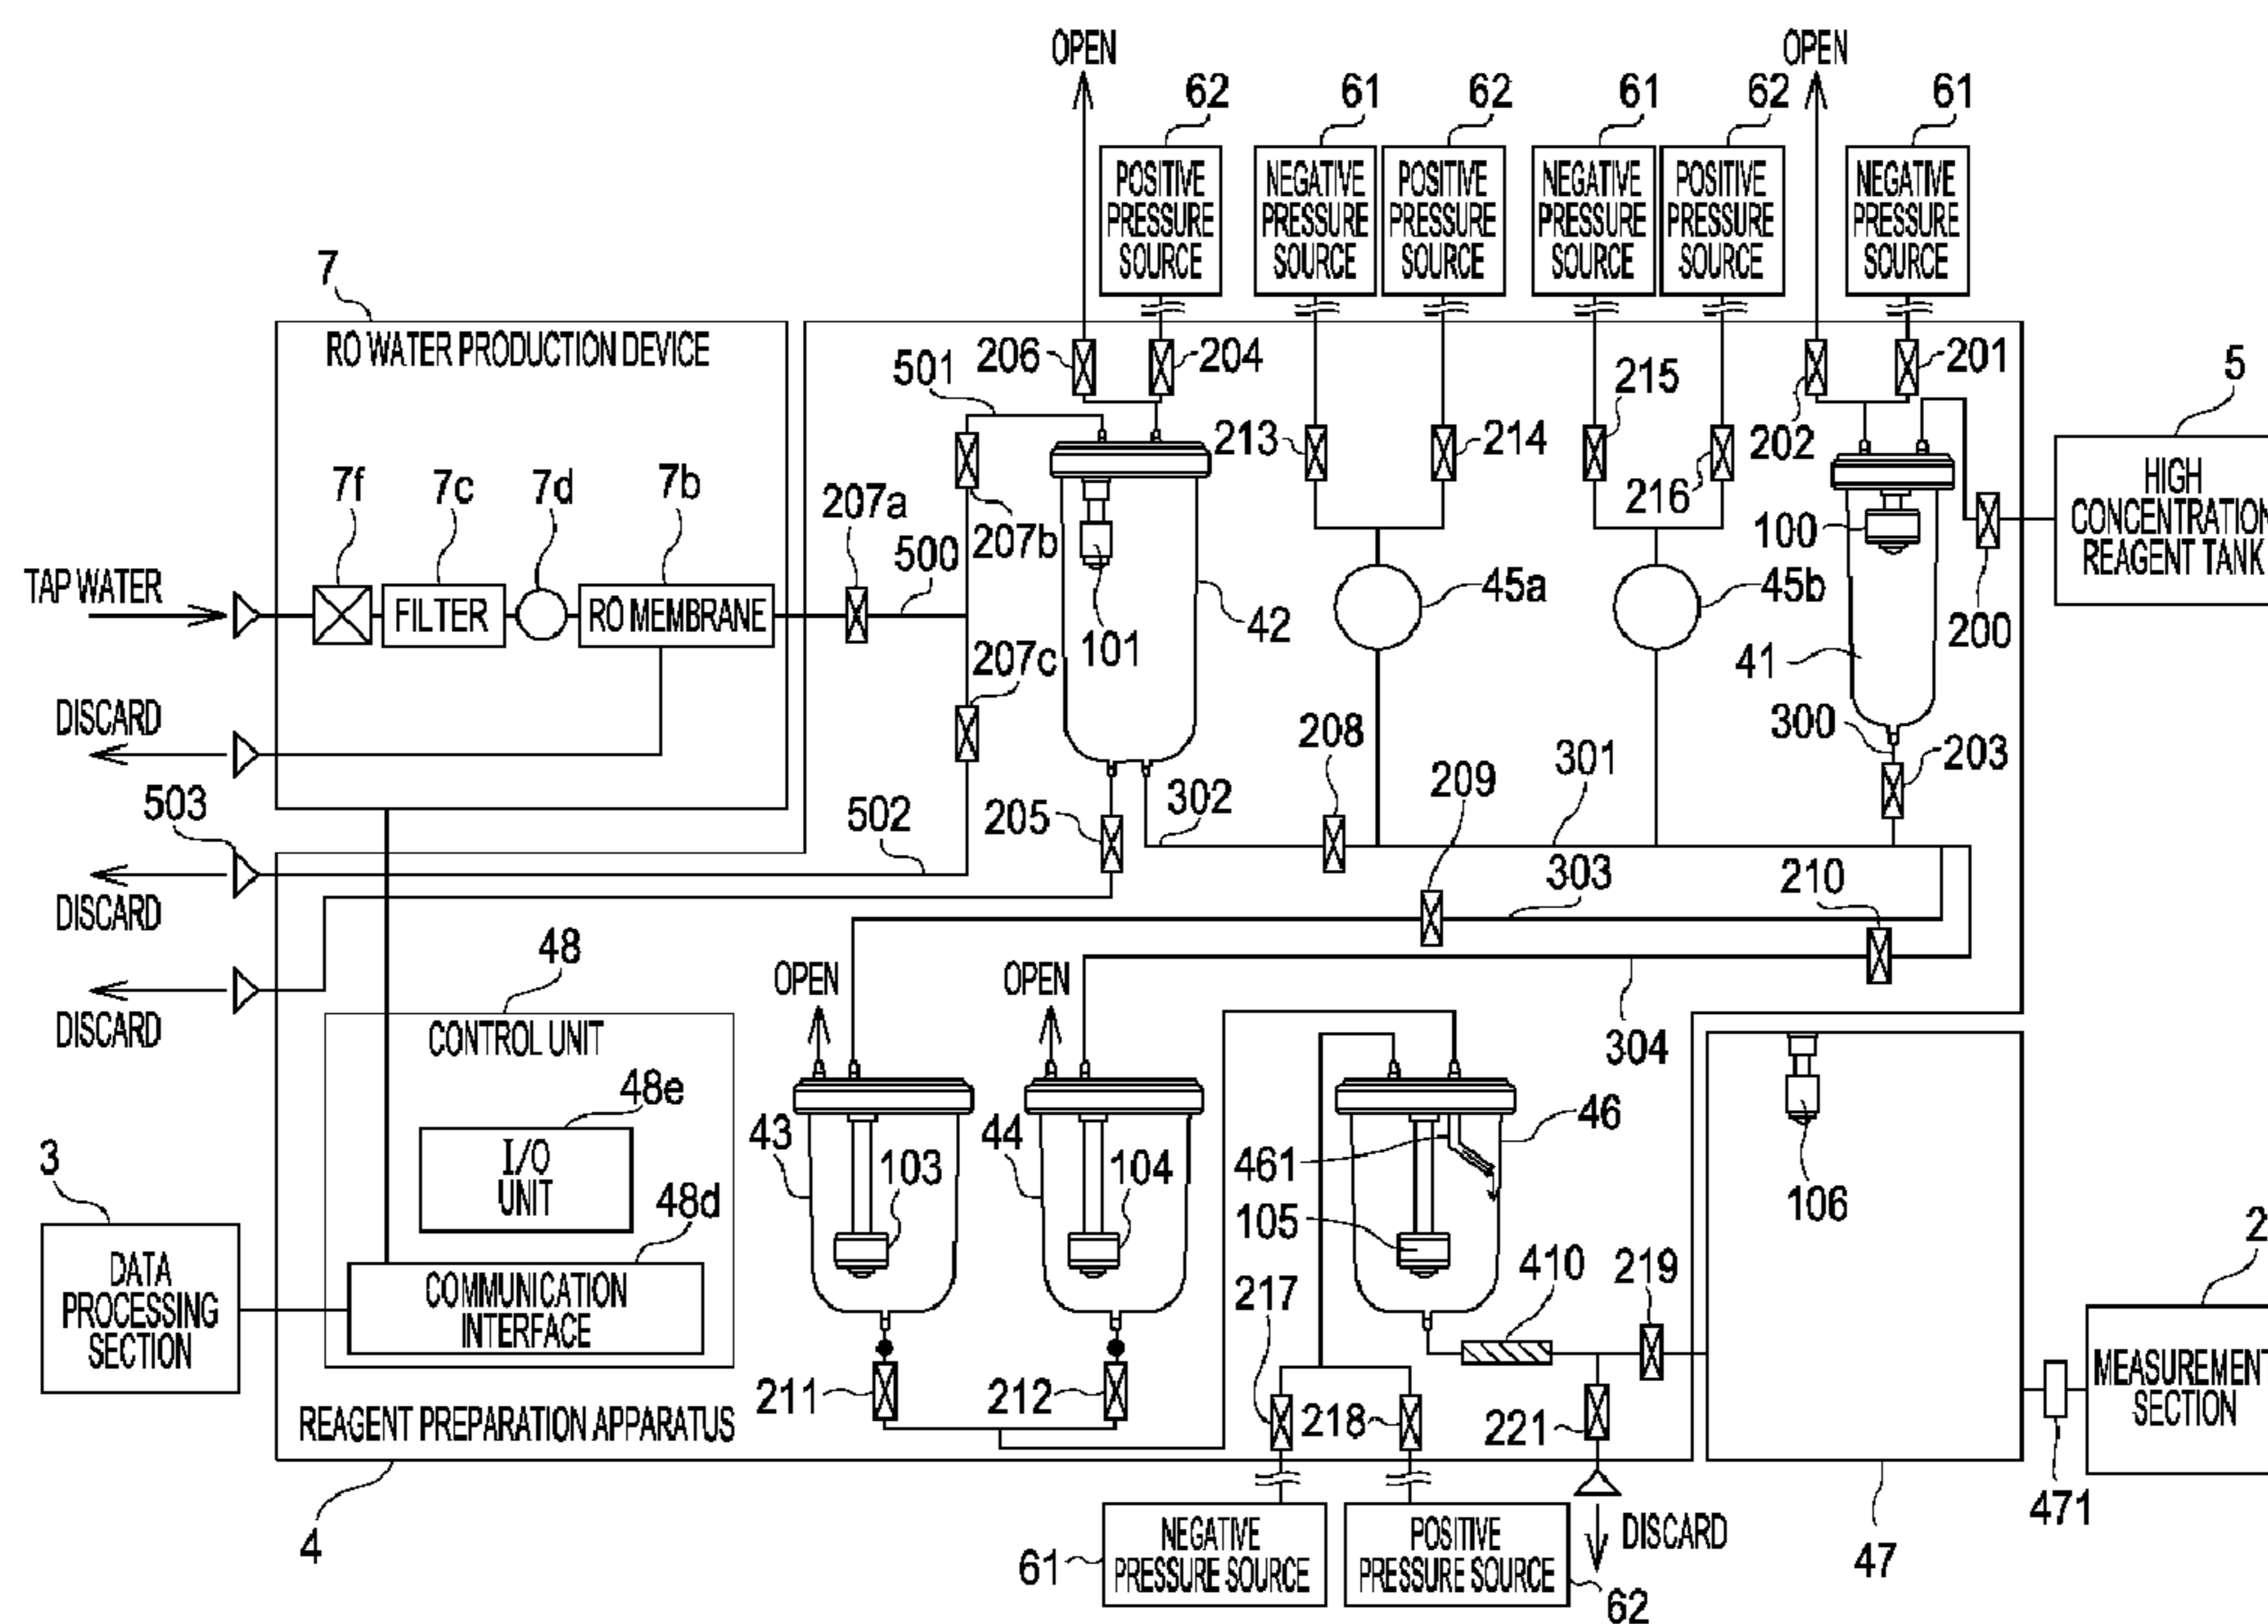 OPEN
OPEN
62
61
62
61
62
61
POSITIVE
PRESSURE
SOURCE
NEGATIVE
PRESSURE
SOURCE
POSITIVE
PRESSURE
SOURCE
NEGATIVE
PRESSURE
SOURCE
POSITIVE
PRESSURE
SOURCE
NEGATIVE
PRESSURE
SOURCE
7
RO WATER PRODUCTION DEVICE
501
206
204
215
201
5
213
214
202
216
7f
7c
7d
7b
207a
207b
500
100
HIGH
CONCENTRATION
REAGENT TANK
TAP WATER
FILTER
RO MEMBRANE
101
42
45a
45b
200
207c
41
DISCARD
208
300
203
503
209
301
502
205
302
303
210
DISCARD
48
OPEN
OPEN
DISCARD
CONTROL UNIT
304
48e
43
44
46
3
I/O
UNIT
103
104
461
106
48d
105
2
DATA
PROCESSING
SECTION
COMMUNICATION
INTERFACE
217
410
219
211
212
218
221
MEASUREMENT
SECTION
REAGENT PREPARATION APPARATUS
4
471
47
61
NEGATIVE
PRESSURE SOURCE
POSITIVE
PRESSURE SOURCE
62
DISCARD